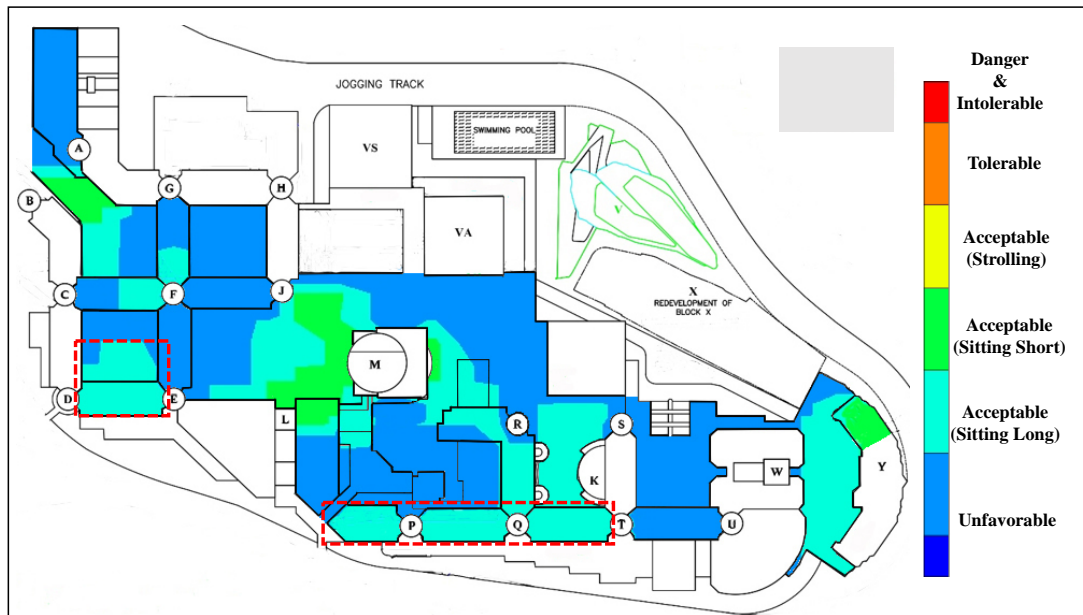 JOGGING TRACK
SWIMMING POOL
VS
VA
V
A
B
G
H
C
F
J
D
E
M
L
R
S
K
P
Q
T
U
W
Y
X
REDEVELOPMENT OF
BLOCK X
Danger
&
Intolerable
Tolerable
Acceptable
(Strolling)
Acceptable
(Sitting Short)
Acceptable
(Sitting Long)
Unfavorable